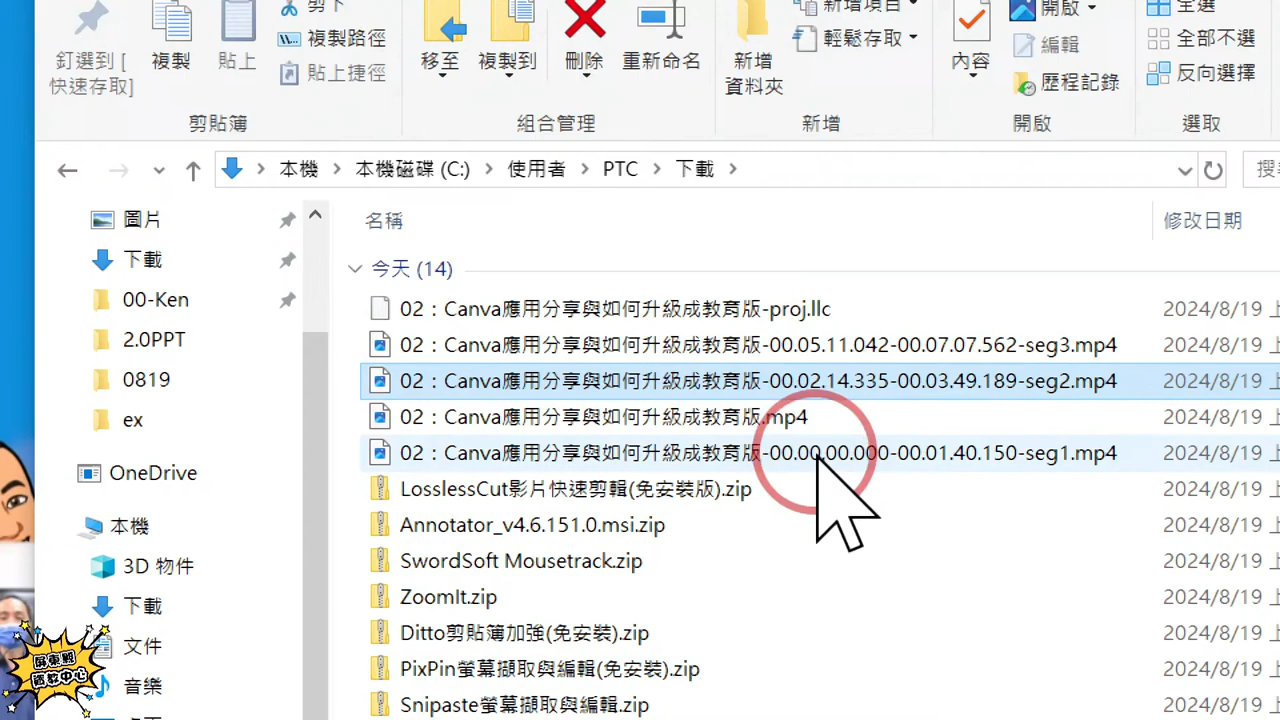 剪下
新增項目
開啟
全選
複製路徑
輕鬆存取
編輯
全部不選
釘選到 [
快速存取]
複製
貼上
貼上捷徑
移至
複製到
刪除
重新命名
新增
資料夾
內容
歷程記錄
反向選擇
剪貼簿
組合管理
新增
開啟
選取
本機 > 本機磁碟 (C:) > 使用者 > PTC > 下載 >
圖片
下載
00-Ken
2.0PPT
0819
ex
OneDrive
本機
3D 物件
下載
文件
音樂
名稱
修改日期
今天 (14)
02：Canva應用分享與如何升級成教育版-proj.llc
2024/8/19 上
02：Canva應用分享與如何升級成教育版-00.05.11.042-00.07.07.562-seg3.mp4
2024/8/19 上
02：Canva應用分享與如何升級成教育版-00.02.14.335-00.03.49.189-seg2.mp4
2024/8/19 上
02：Canva應用分享與如何升級成教育版.mp4
2024/8/19 上
02：Canva應用分享與如何升級成教育版-00.00.00.000-00.01.40.150-seg1.mp4
2024/8/19 上
LosslessCut影片快速剪輯(免安裝版).zip
2024/8/19 上
Annotator_v4.6.151.0.msi.zip
2024/8/19 上
SwordSoft Mousetrack.zip
2024/8/19 上
ZoomIt.zip
2024/8/19 上
Ditto剪貼簿加強(免安裝).zip
2024/8/19 上
PixPin螢幕擷取與編輯(免安裝).zip
2024/8/19 上
Snipaste螢幕擷取與編輯.zip
2024/8/19 上
屏東縣
國教中心